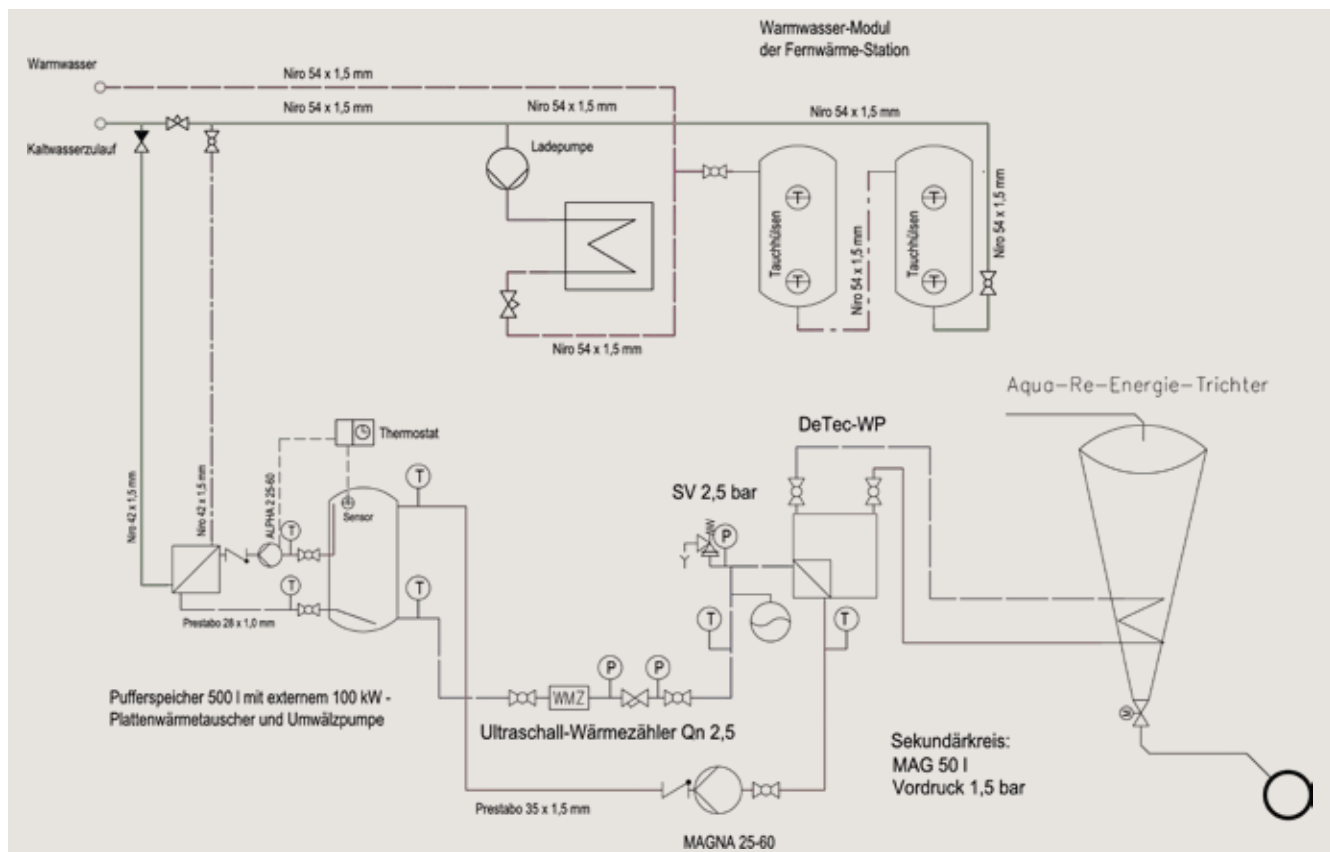 Warmwasser-Modul
der Fernwärme-Station
Warmwasser
Niro 54 x 1,5 mm
Niro 54 x 1,5 mm
Niro 54 x 1,5 mm
Niro 54 x 1,5 mm
Kaltwasserzulauf
Ladepumpe
T
T
Tauchhülsen
Tauchhülsen
Niro 54 x 1,5 mm
Niro 54 x 1,5 mm
T
T
Niro 54 x 1,5 mm
Aqua-Re-Energie-Trichter
DeTec-WP
Thermostat
Niro 42 x 1,5 mm
Niro 42 x 1,5 mm
ALPHA 2 25-60
T
Sensor
SV 2,5 bar
P
T
T
T
Prestabo 28 x 1,0 mm
T
T
P
P
WMZ
M
Pufferspeicher 500 l mit externem 100 kW -
Plattenwärmetauscher und Umwälzpumpe
Ultraschall-Wärmezähler Qn 2,5
Sekundärkreis:
MAG 50 l
Vordruck 1,5 bar
Prestabo 35 x 1,5 mm
MAGNA 25-60